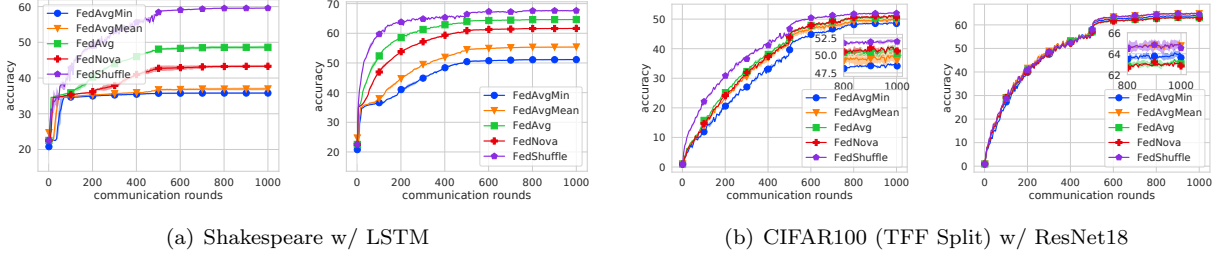 FedAvgMin
FedAvgMean
FedAvg
FedNova
FedShuffle
60
50
40
30
20
accuracy
0 200 400 600 800 1000
communication rounds
70
60
50
40
30
20
accuracy
FedAvgMin
FedAvgMean
FedAvg
FedNova
FedShuffle
0 200 400 600 800 1000
communication rounds
(a) Shakespeare w/ LSTM
50
40
30
20
10
0
accuracy
52.5
50.0
47.5
800 1000
FedAvgMin
FedAvgMean
FedAvg
FedNova
FedShuffle
0 200 400 600 800 1000
communication rounds
60
50
40
30
20
10
0
accuracy
66
64
62
800 1000
FedAvgMin
FedAvgMean
FedAvg
FedNova
FedShuffle
0 200 400 600 800 1000
communication rounds
(b) CIFAR100 (TFF Split) w/ ResNet18